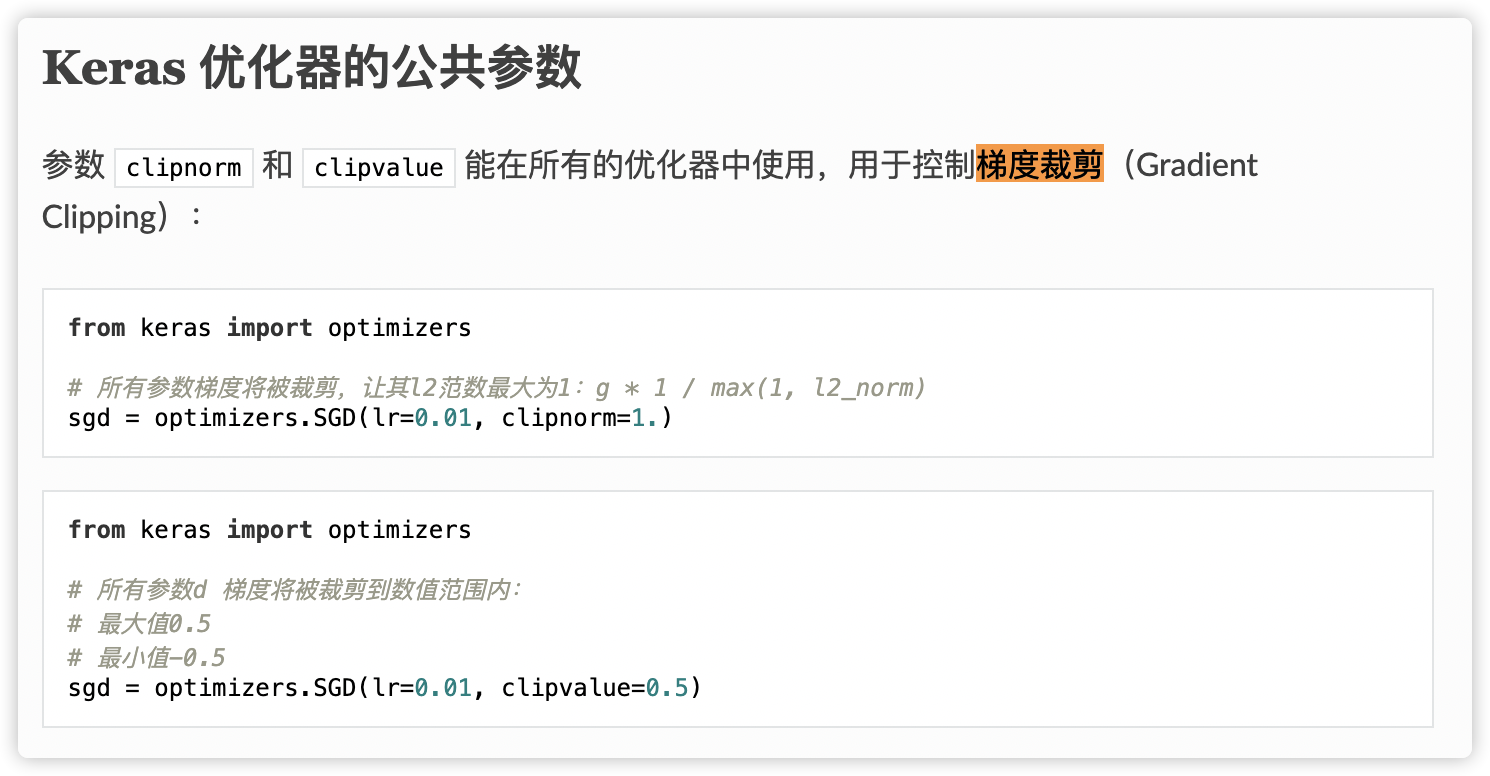 Keras 优化器的公共参数
参数 clipnorm 和 clipvalue 能在所有的优化器中使用，用于控制梯度裁剪（Gradient
Clipping）：
from keras import optimizers
# 所有参数梯度将被裁剪，让其l2范数最大为1：g * 1 / max(1, l2_norm)
sgd = optimizers.SGD(lr=0.01, clipnorm=1.)
from keras import optimizers
# 所有参数d 梯度将被裁剪到数值范围内：
# 最大值0.5
# 最小值-0.5
sgd = optimizers.SGD(lr=0.01, clipvalue=0.5)